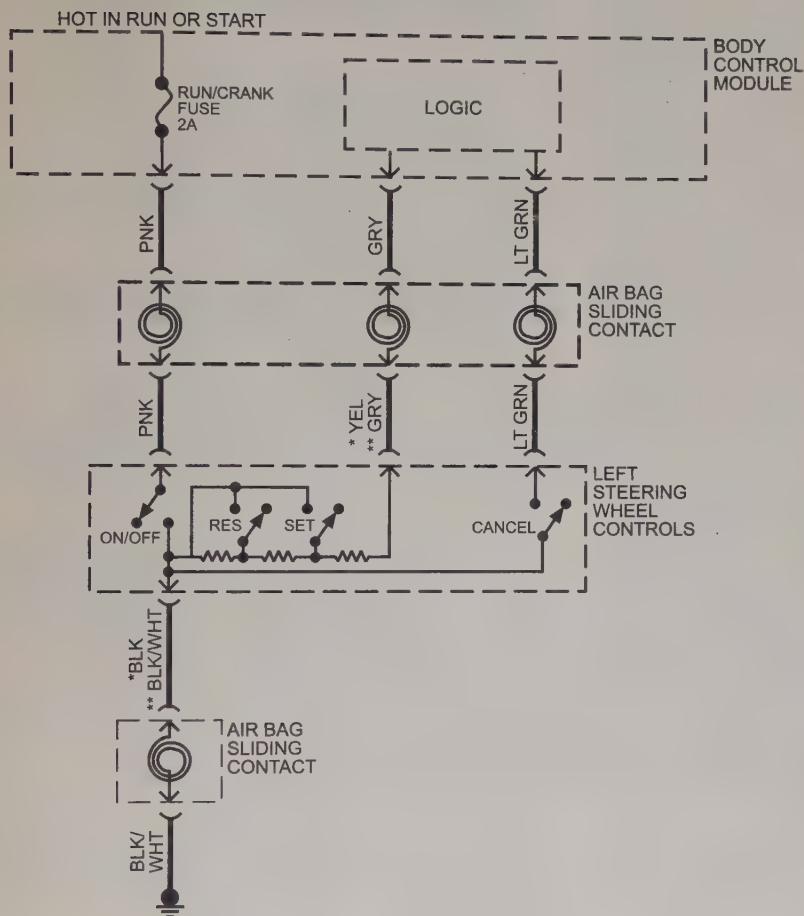 HOT IN RUN OR START
BODY
CONTROL
MODULE
RUN/CRANK
FUSE
2A
LOGIC
PNK
GRY
LT GRN
AIR BAG
SLIDING
CONTACT
PNK
* YEL
** GRY
LT GRN
LEFT
STEERING
WHEEL
CONTROLS
ON/OFF
RES
SET
CANCEL
*BLK
** BLK/WHT
AIR BAG
SLIDING
CONTACT
BLK/
WHT